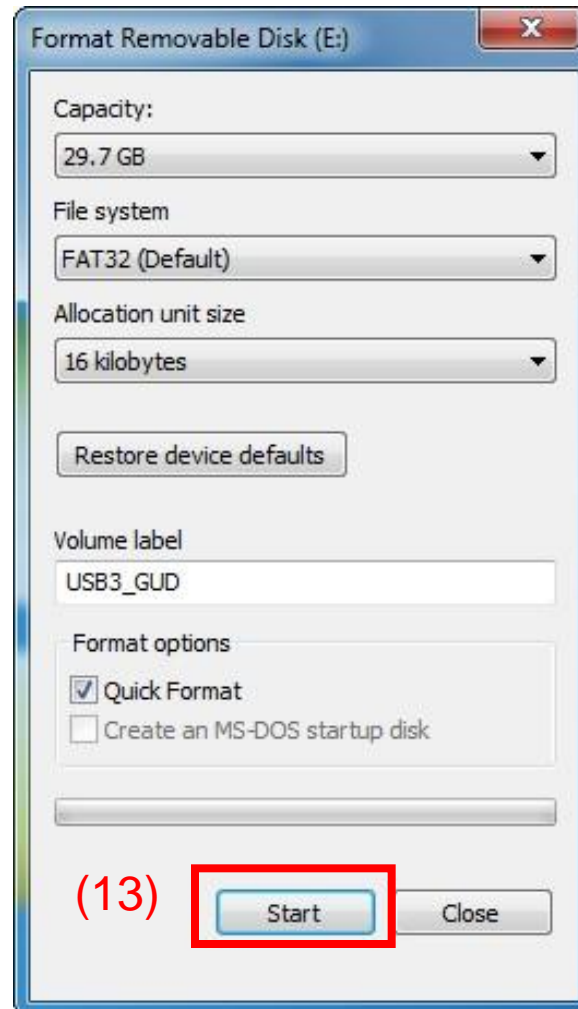 Format Removable Disk (E:)
Capacity:
29.7 GB
File system
FAT32 (Default)
Allocation unit size
16 kilobytes
Restore device defaults
Volume label
USB3_GUD
Format options
Quick Format
Create an MS-DOS startup disk
(13) Start Close